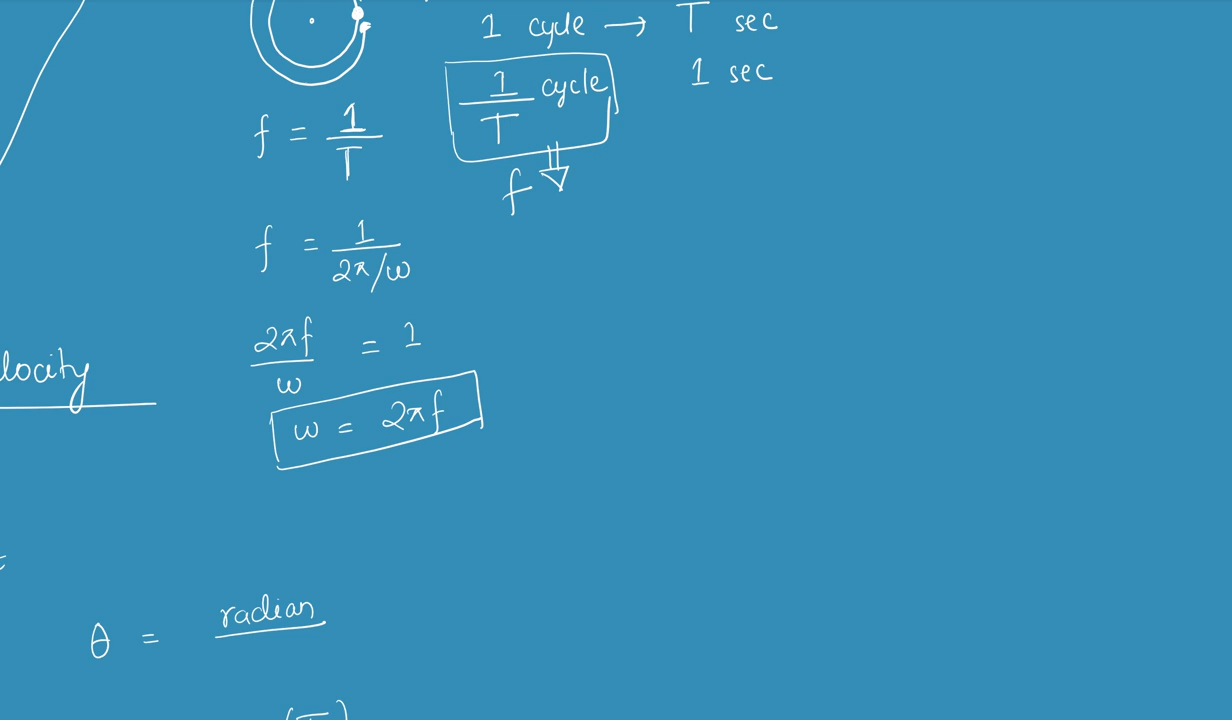 1 cycle → T sec
1/T cycle 1 sec
f = 1/T
f
f = 1/(2π/ω)
2πf/ω = 1
locity
ω = 2πf
=
θ = radian